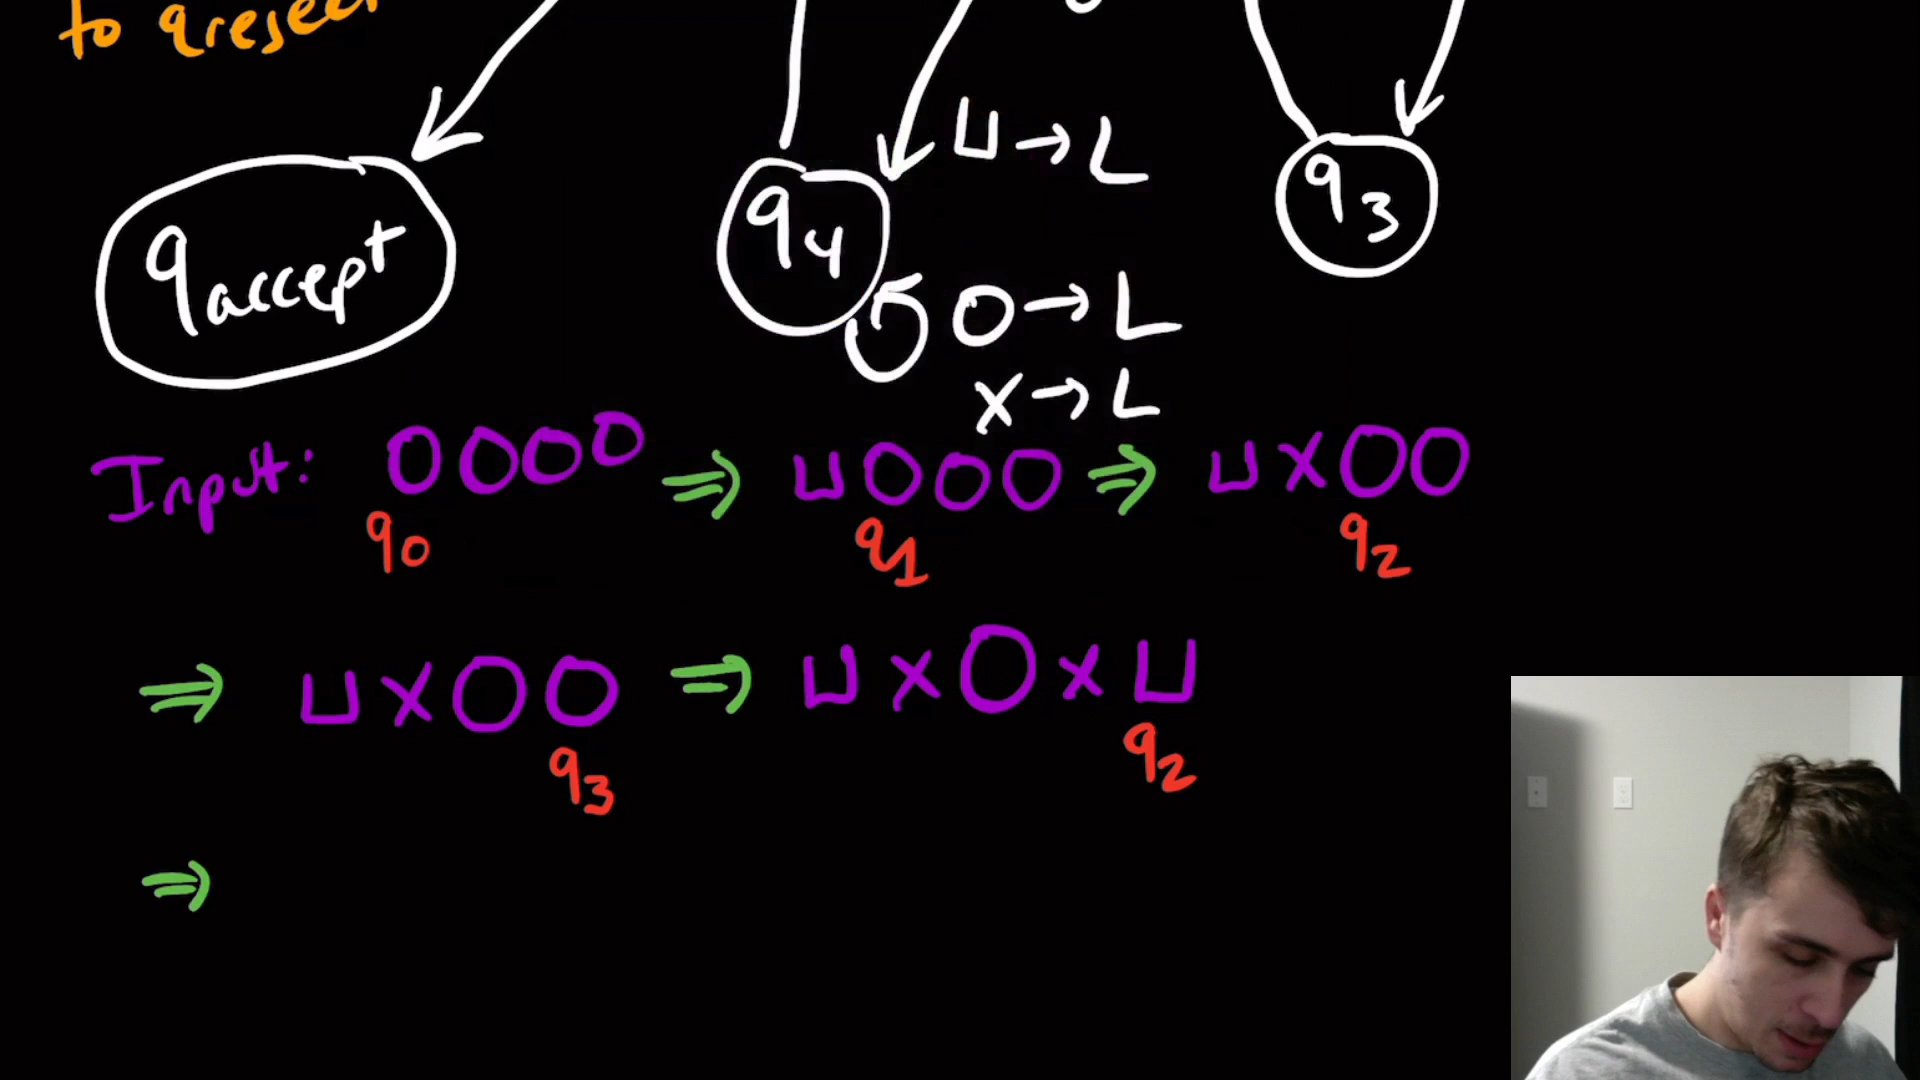 to qreject
⊔→L
q4
q3
qaccept
0→L
x→L
Input: 0000 ⇒ ⊔000 ⇒ ⊔x00
q0 q1 q2
⇒ ⊔x00 ⇒ ⊔x0x⊔
q3 q2
⇒